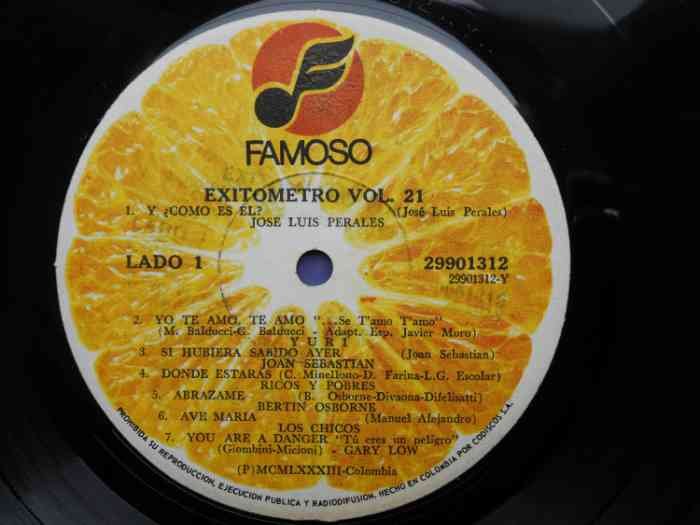 FAMOSO
EXITOMETRO VOL. 21
1. Y ¿COMO ES EL? (José Luis Perales)
JOSE LUIS PERALES
LADO 1
29901312
29901312-Y
2. YO TE AMO, TE AMO "...Se T'amo T'amo"
(M. Balducci-G. Balducci - Adapt. Esp. Javier Moro)
YURI
3. SI HUBIERA SABIDO AYER (Joan Sebastian)
JOAN SEBASTIAN
4. DONDE ESTARAS (C. Minellono-D. Farina-L.G. Escolar)
RICOS Y POBRES
5. ABRAZAME (B. Osborne-Divaona-Difelisatti)
BERTIN OSBORNE
6. AVE MARIA (Manuel Alejandro)
LOS CHICOS
7. YOU ARE A DANGER "Tú eres un peligro"
(Giombini-Micioni) - GARY LOW
(P)MCMLXXXIII-Colombia
PROHIBIDA SU REPRODUCCION, EJECUCION PUBLICA Y RADIODIFUSION. HECHO EN COLOMBIA POR CODISCOS S.A.